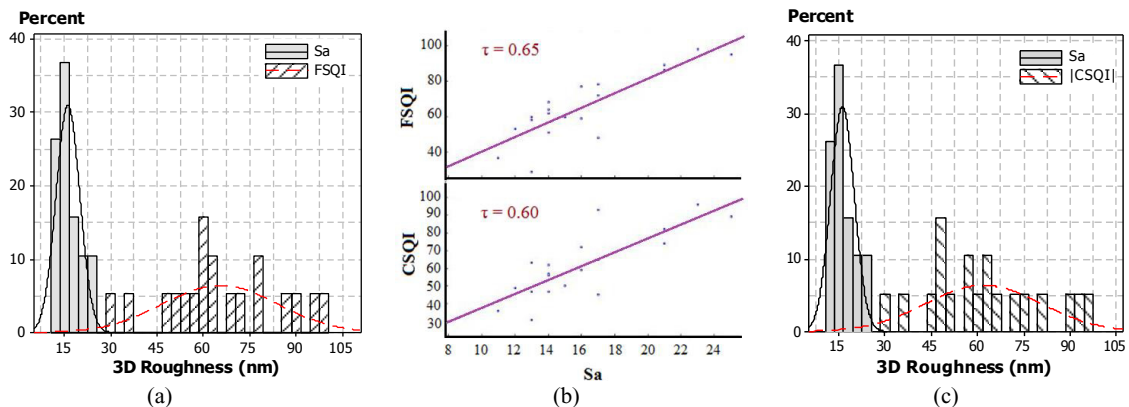 Percent
40
30
20
10
0
Sa
FSQI
15 30 45 60 75 90 105
3D Roughness (nm)
(a)
τ = 0.65
100
80
60
40
FSQI
τ = 0.60
100
90
80
70
60
50
40
30
CSQI
8 10 12 14 16 18 20 22 24
Sa
(b)
Percent
40
30
20
10
0
Sa
|CSQI|
15 30 45 60 75 90 105
3D Roughness (nm)
(c)